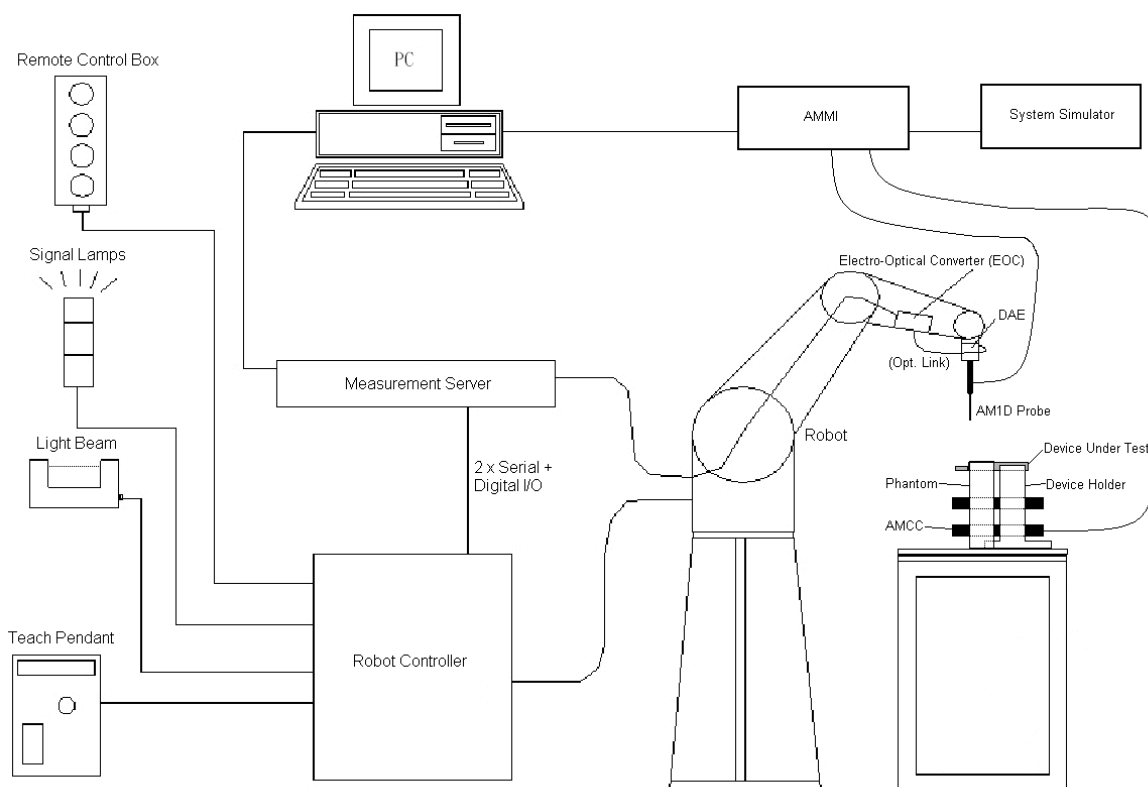 Remote Control Box
PC
AMMI
System Simulator
Signal Lamps
Electro-Optical Converter (EOC)
DAE
(Opt. Link)
AM1D Probe
Measurement Server
Light Beam
Robot
2 x Serial +
Digital I/O
Device Under Test
Phantom
Device Holder
AMCC
Teach Pendant
Robot Controller